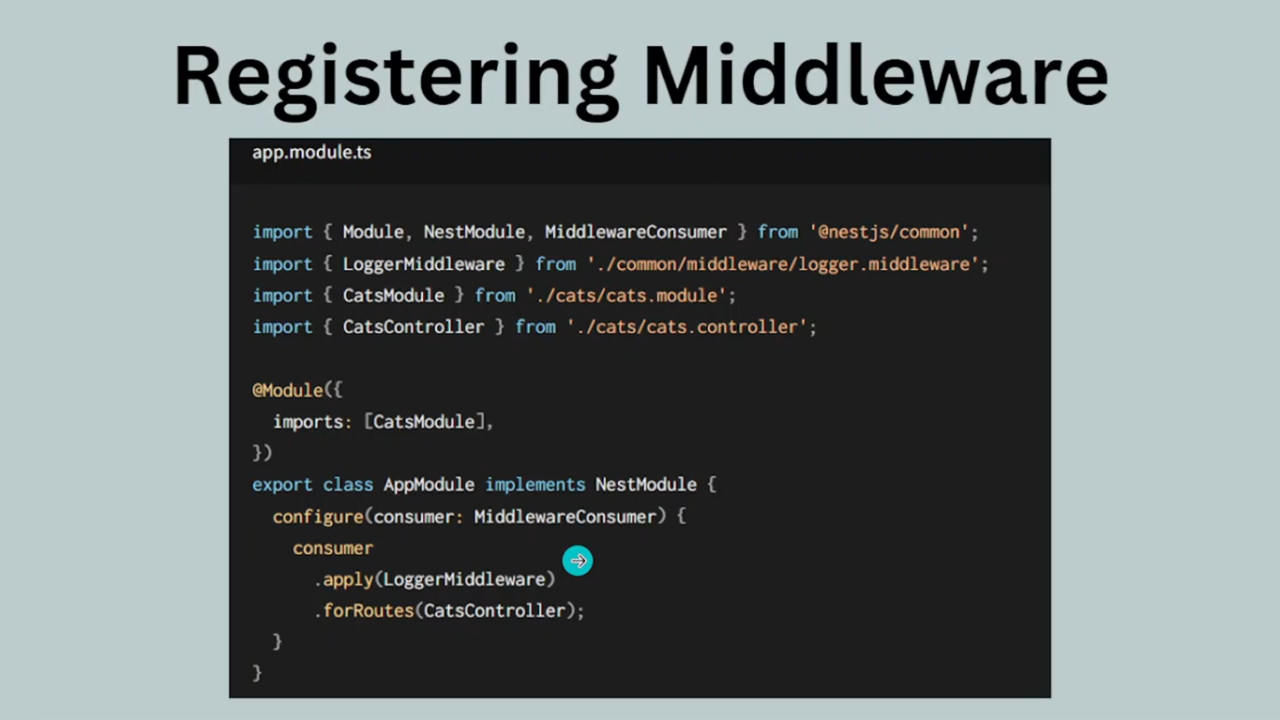 Registering Middleware
app.module.ts
import { Module, NestModule, MiddlewareConsumer } from '@nestjs/common';
import { LoggerMiddleware } from './common/middleware/logger.middleware';
import { CatsModule } from './cats/cats.module';
import { CatsController } from './cats/cats.controller';
@Module({
  imports: [CatsModule],
})
export class AppModule implements NestModule {
  configure(consumer: MiddlewareConsumer) {
    consumer
      .apply(LoggerMiddleware)
      .forRoutes(CatsController);
  }
}